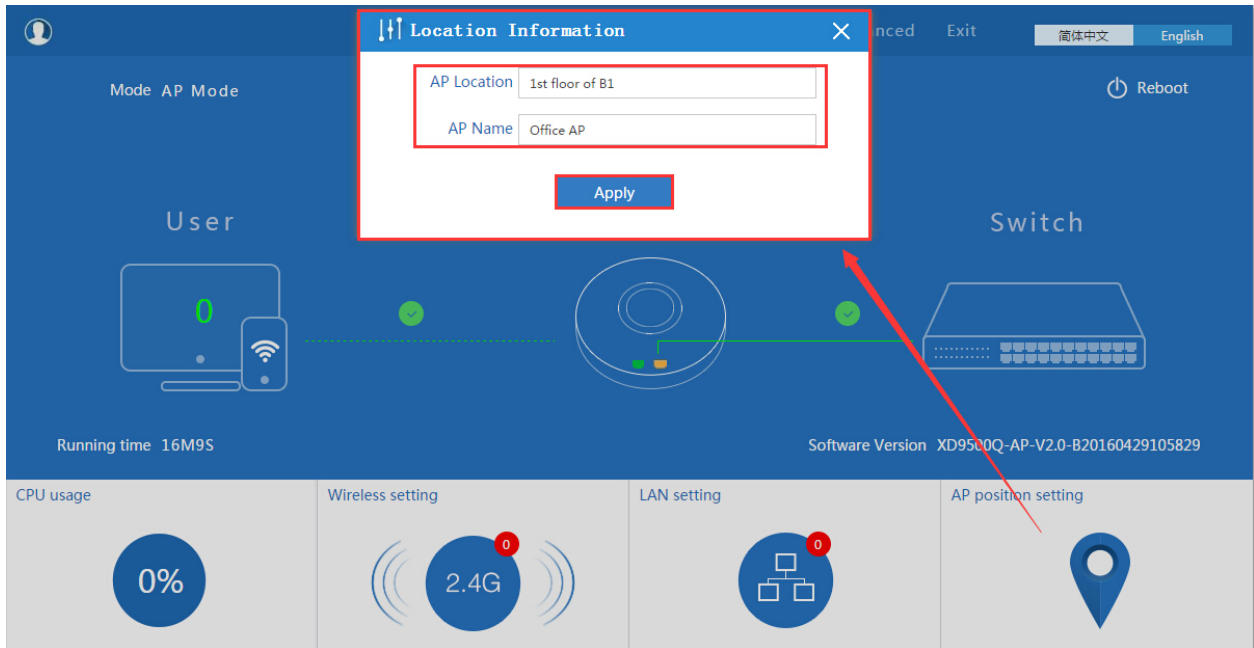 Location Information
nced
Exit
简体中文
English
Mode AP Mode
AP Location 1st floor of B1
Reboot
AP Name Office AP
Apply
User
Switch
0
Running time 16M9S
Software Version XD9500Q-AP-V2.0-B20160429105829
CPU usage
Wireless setting
LAN setting
AP position setting
0%
2.4G
0
0